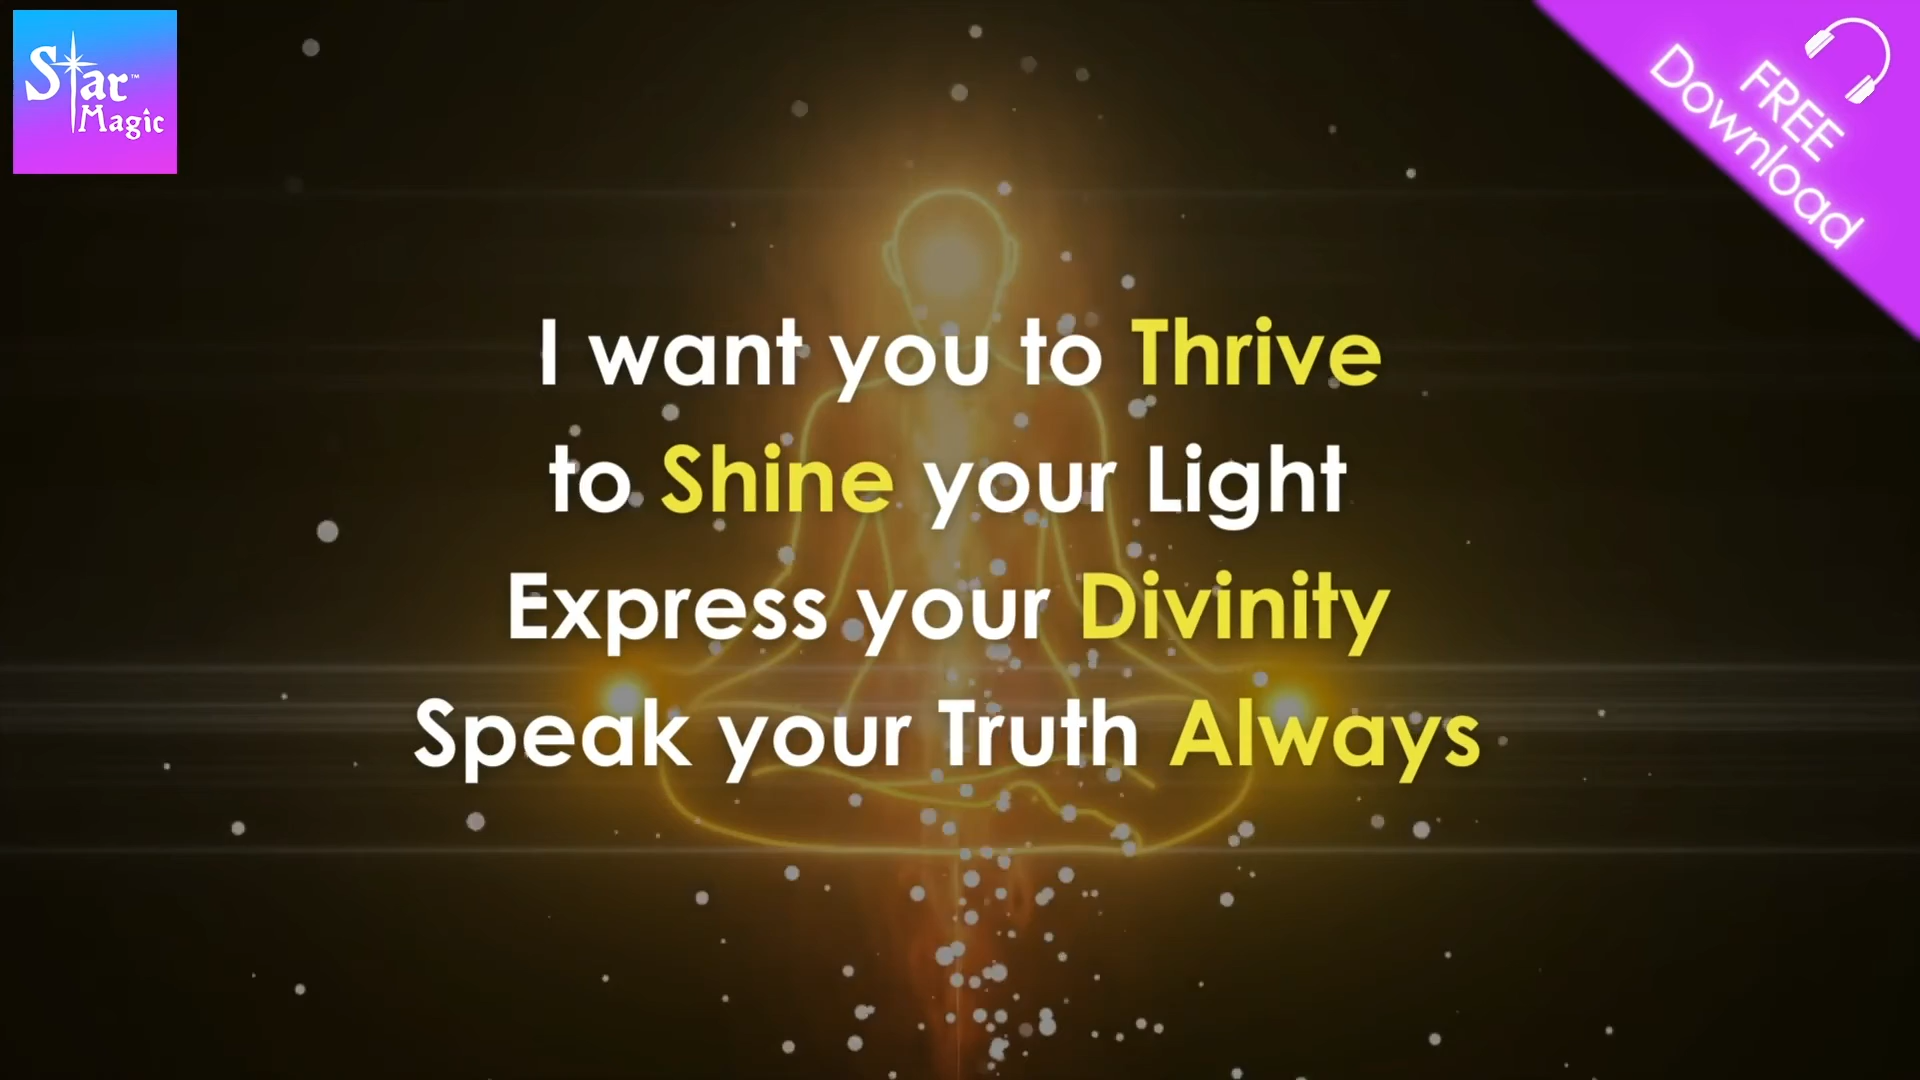 Star™
Magic
FREE
Download
I want you to Thrive
to Shine your Light
Express your Divinity
Speak your Truth Always